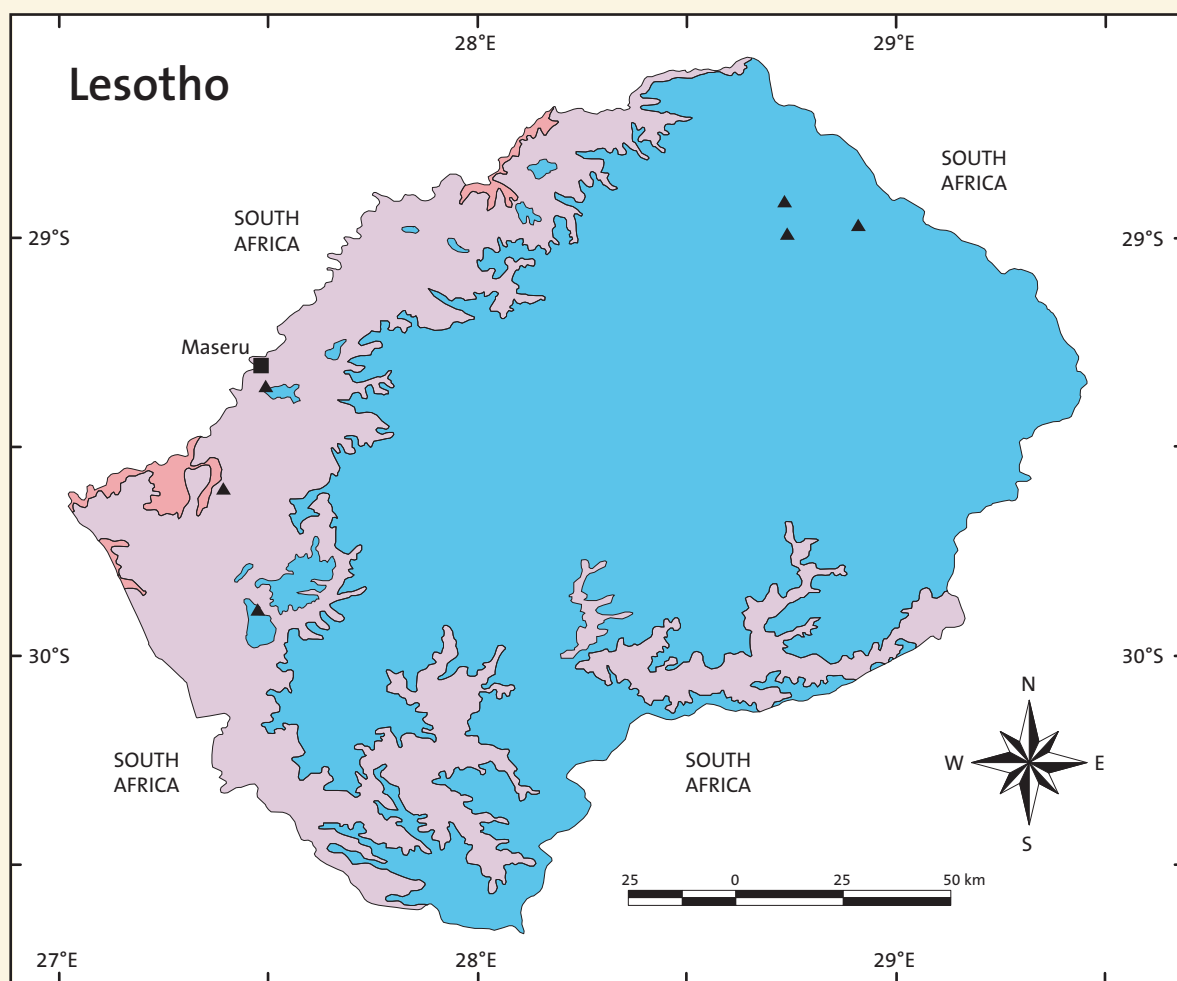 28°E
29°E
Lesotho
SOUTH
AFRICA
SOUTH
AFRICA
29°S
29°S
Maseru
30°S
30°S
N
SOUTH
AFRICA
SOUTH
AFRICA
W
E
S
25
0
25
50 km
27°E
28°E
29°E